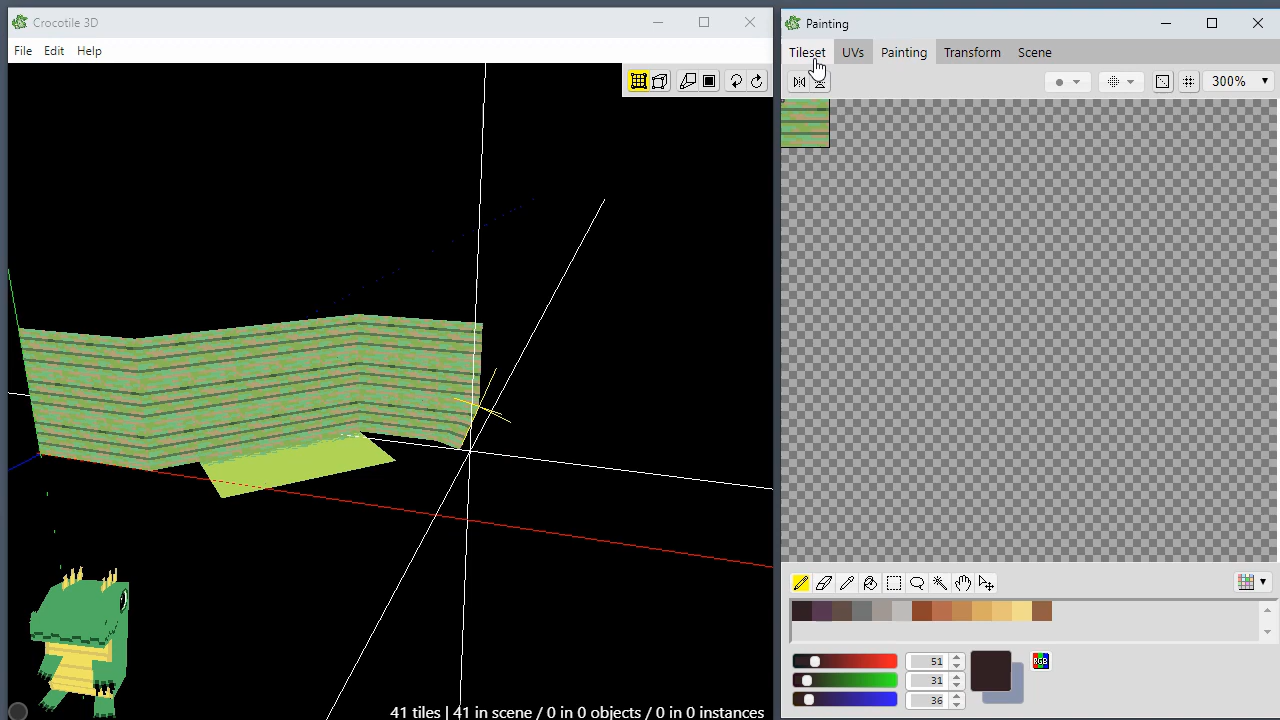 Crocotile 3D
File Edit Help
41 tiles | 41 in scene / 0 in 0 objects / 0 in 0 instances
Painting
Tileset UVs Painting Transform Scene
300%
51
31
36
RGB